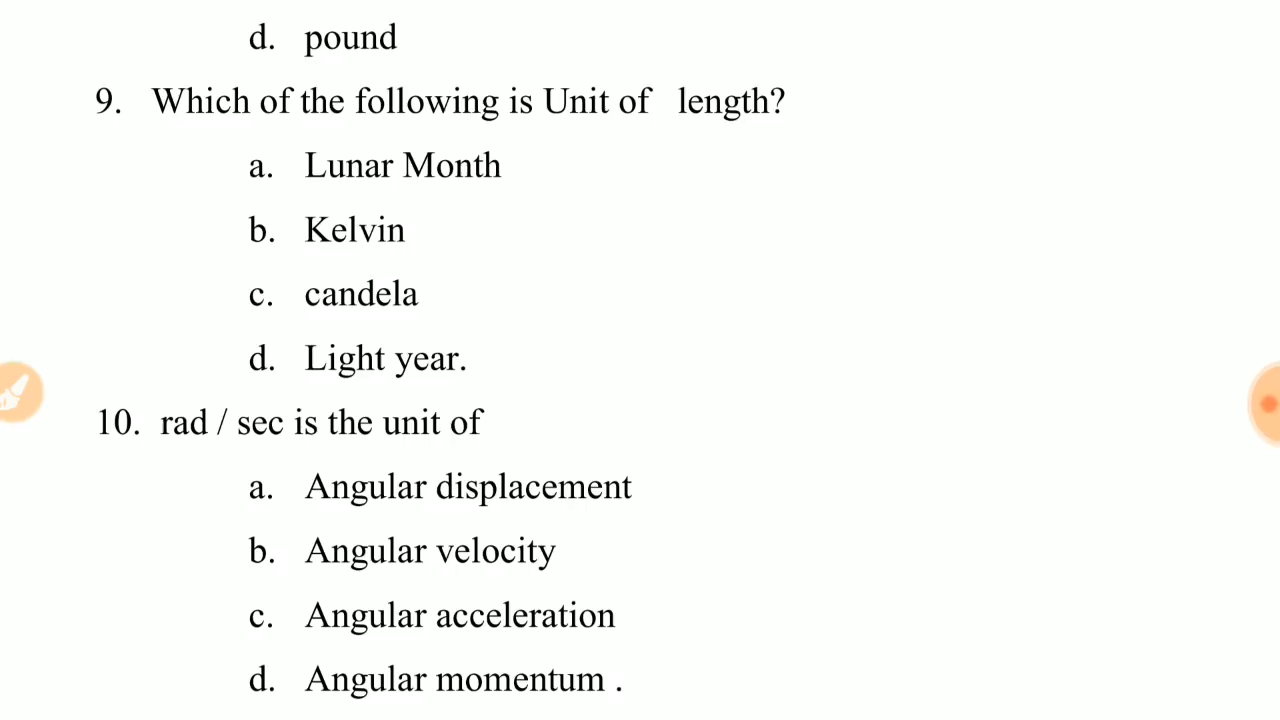 d. pound
9. Which of the following is Unit of length?
a. Lunar Month
b. Kelvin
c. candela
d. Light year.
10. rad / sec is the unit of
a. Angular displacement
b. Angular velocity
c. Angular acceleration
d. Angular momentum .